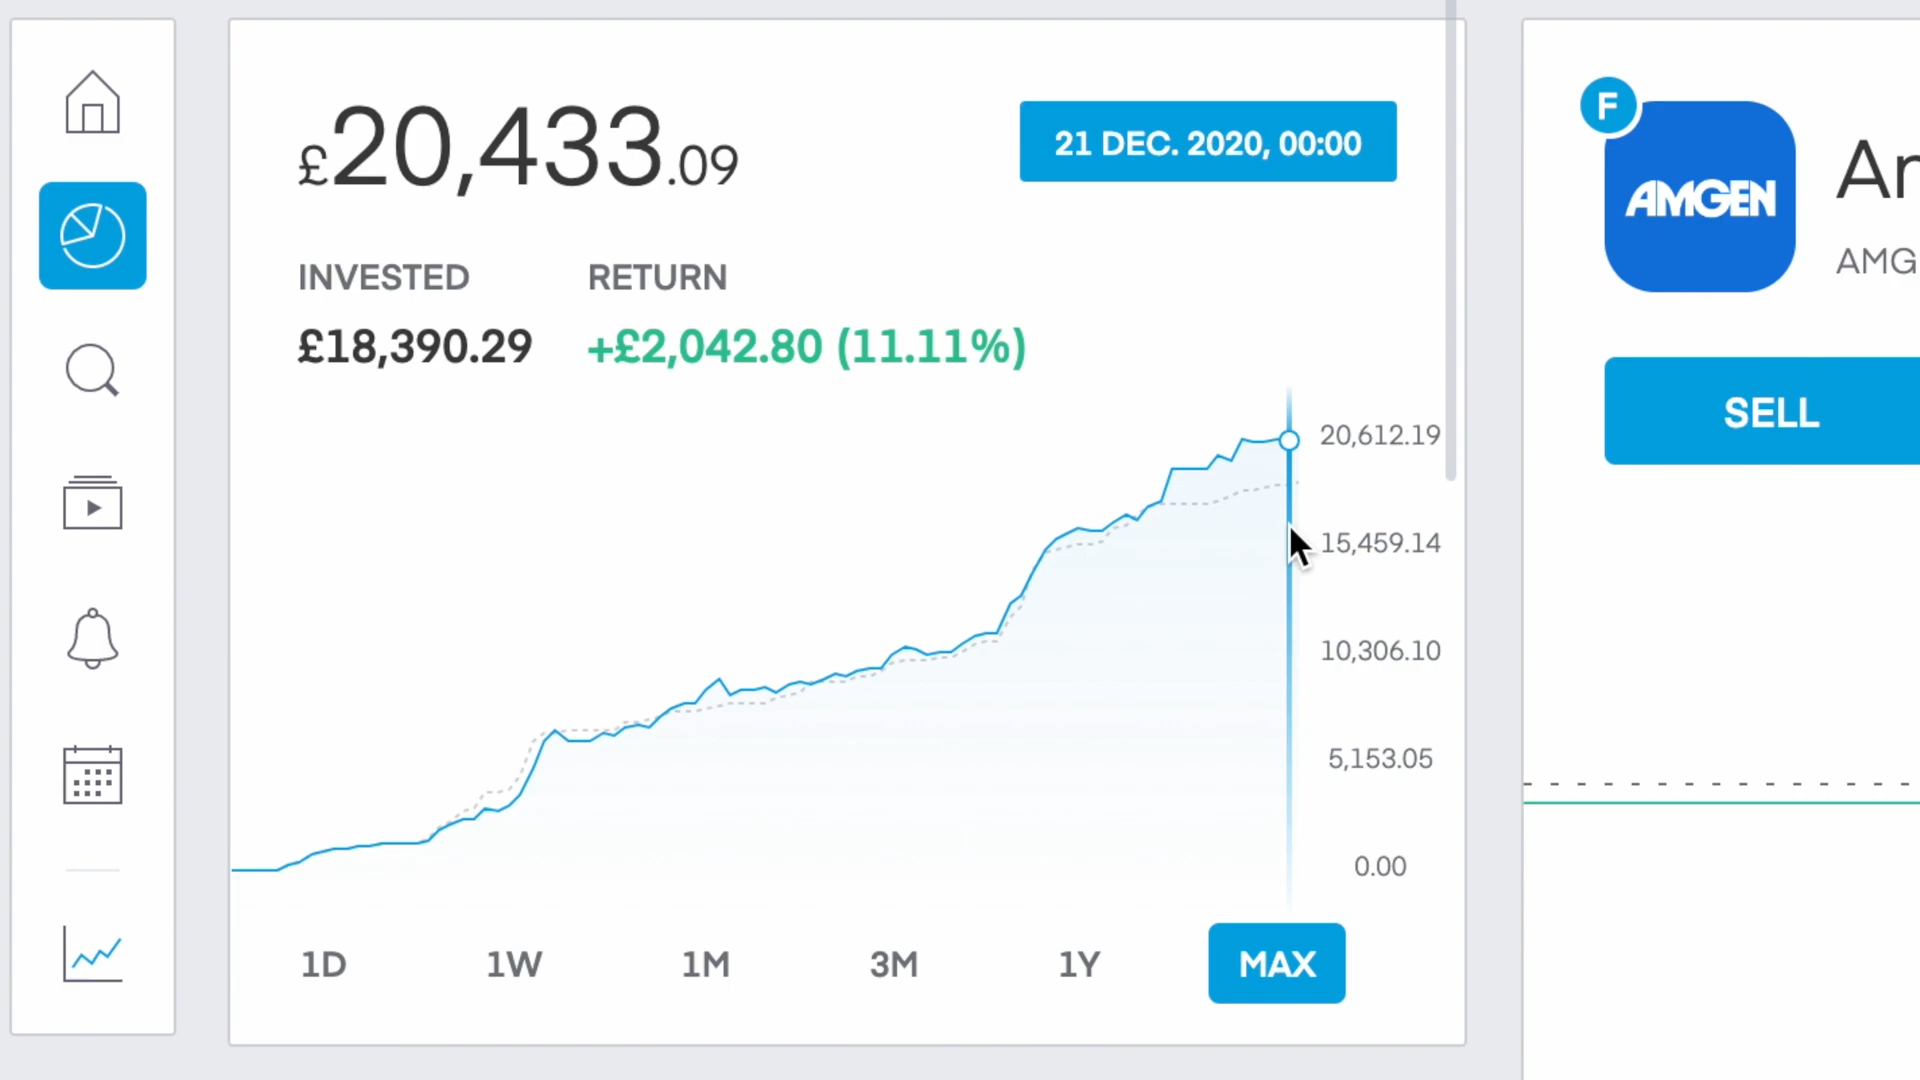 £20,433.09
21 DEC. 2020, 00:00
INVESTED
RETURN
£18,390.29
+£2,042.80 (11.11%)
20,612.19
15,459.14
10,306.10
5,153.05
0.00
1D
1W
1M
3M
1Y
MAX
F
AMGEN
AMG
SELL